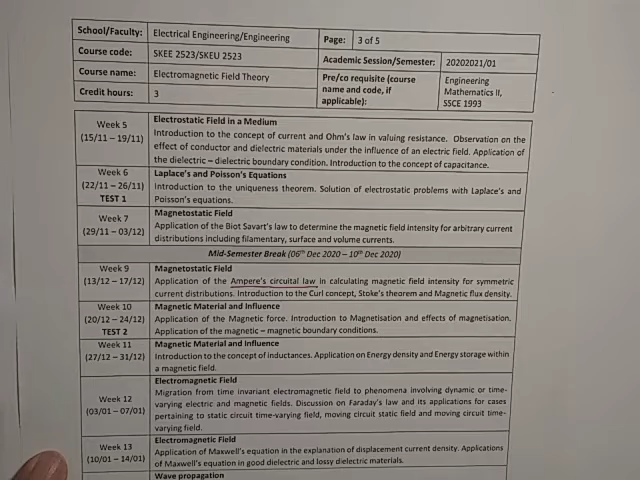 School/Faculty: Electrical Engineering/Engineering Page: 3 of 5
Course code: SKEE 2523/SKEU 2523 Academic Session/Semester: 20202021/01
Course name: Electromagnetic Field Theory Pre/co requisite (course name and code, if applicable): Engineering Mathematics II, SSCE 1993
Credit hours: 3
Week 5
(15/11 – 19/11)
Electrostatic Field in a Medium
Introduction to the concept of current and Ohm's law in valuing resistance. Observation on the
effect of conductor and dielectric materials under the influence of an electric field. Application of
the dielectric – dielectric boundary condition. Introduction to the concept of capacitance.
Week 6
(22/11 – 26/11)
TEST 1
Laplace's and Poisson's Equations
Introduction to the uniqueness theorem. Solution of electrostatic problems with Laplace's and
Poisson's equations.
Week 7
(29/11 – 03/12)
Magnetostatic Field
Application of the Biot Savart's law to determine the magnetic field intensity for arbitrary current
distributions including filamentary, surface and volume currents.
Mid-Semester Break (06th Dec 2020 – 10th Dec 2020)
Week 9
(13/12 – 17/12)
Magnetostatic Field
Application of the Ampere's circuital law in calculating magnetic field intensity for symmetric
current distributions. Introduction to the Curl concept, Stoke's theorem and Magnetic flux density.
Week 10
(20/12 – 24/12)
TEST 2
Magnetic Material and Influence
Application of the Magnetic force. Introduction to Magnetisation and effects of magnetisation.
Application of the magnetic – magnetic boundary conditions.
Week 11
(27/12 – 31/12)
Magnetic Material and Influence
Introduction to the concept of inductances. Application on Energy density and Energy storage within
a magnetic field.
Week 12
(03/01 – 07/01)
Electromagnetic Field
Migration from time invariant electromagnetic field to phenomena involving dynamic or time-
varying electric and magnetic fields. Discussion on Faraday's law and its applications for cases
pertaining to static circuit time-varying field, moving circuit static field and moving circuit time-
varying field.
Week 13
(10/01 – 14/01)
Electromagnetic Field
Application of Maxwell's equation in the explanation of displacement current density. Applications
of Maxwell's equation in good dielectric and lossy dielectric materials.
Wave propagation